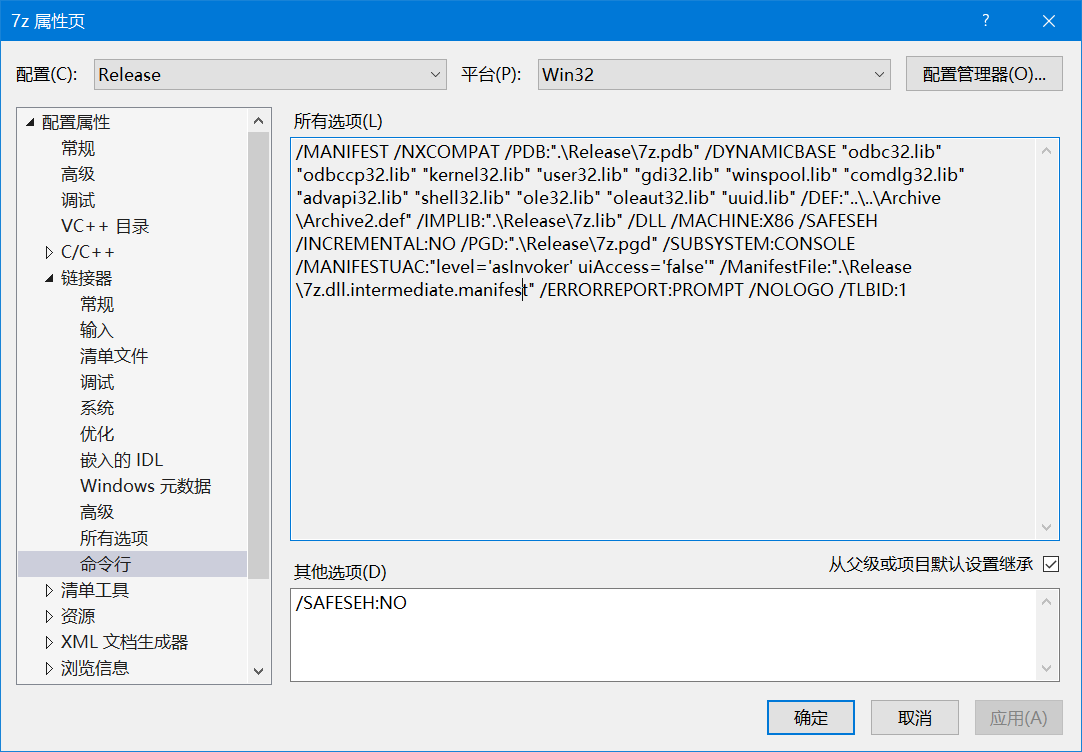 7z 属性页
配置(C): Release 平台(P): Win32 配置管理器(O)...
配置属性
常规
高级
调试
VC++ 目录
C/C++
链接器
常规
输入
清单文件
调试
系统
优化
嵌入的 IDL
Windows 元数据
高级
所有选项
命令行
清单工具
资源
XML 文档生成器
浏览信息
所有选项(L)
/MANIFEST /NXCOMPAT /PDB:".\Release\7z.pdb" /DYNAMICBASE "odbc32.lib"
"odbccp32.lib" "kernel32.lib" "user32.lib" "gdi32.lib" "winspool.lib" "comdlg32.lib"
"advapi32.lib" "shell32.lib" "ole32.lib" "oleaut32.lib" "uuid.lib" /DEF:"..\..\Archive
\Archive2.def" /IMPLIB:".\Release\7z.lib" /DLL /MACHINE:X86 /SAFESEH
/INCREMENTAL:NO /PGD:".\Release\7z.pgd" /SUBSYSTEM:CONSOLE
/MANIFESTUAC:"level='asInvoker' uiAccess='false'" /ManifestFile:".\Release
\7z.dll.intermediate.manifest" /ERRORREPORT:PROMPT /NOLOGO /TLBID:1
从父级或项目默认设置继承
其他选项(D)
/SAFESEH:NO
确定 取消 应用(A)